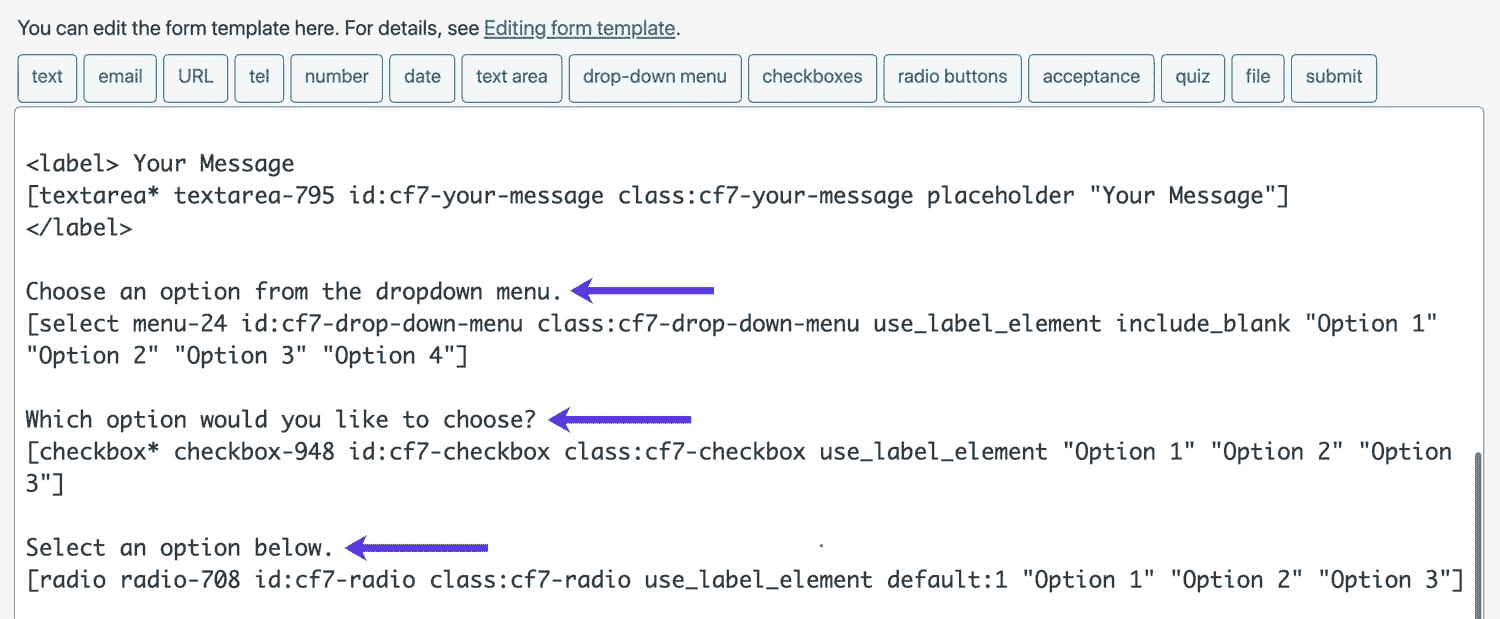 You can edit the form template here. For details, see Editing form template.
text email URL tel number date text area drop-down menu checkboxes radio buttons acceptance quiz file submit
<label> Your Message
[textarea* textarea-795 id:cf7-your-message class:cf7-your-message placeholder "Your Message"]
</label>
Choose an option from the dropdown menu.
[select menu-24 id:cf7-drop-down-menu class:cf7-drop-down-menu use_label_element include_blank "Option 1"
"Option 2" "Option 3" "Option 4"]
Which option would you like to choose?
[checkbox* checkbox-948 id:cf7-checkbox class:cf7-checkbox use_label_element "Option 1" "Option 2" "Option
3"]
Select an option below.
[radio radio-708 id:cf7-radio class:cf7-radio use_label_element default:1 "Option 1" "Option 2" "Option 3"]